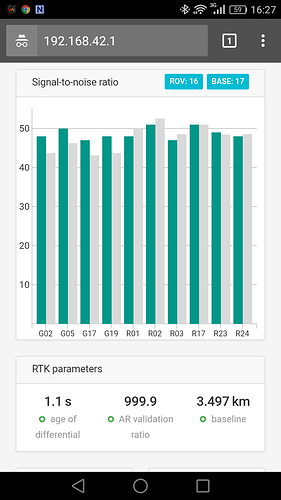 3G 59 16:27
192.168.42.1 1
Signal-to-noise ratio ROV: 16 BASE: 17
50
40
30
20
10
G02 G05 G17 G19 R01 R02 R03 R17 R23 R24
RTK parameters
1.1 s 999.9 3.497 km
age of differential AR validation ratio baseline